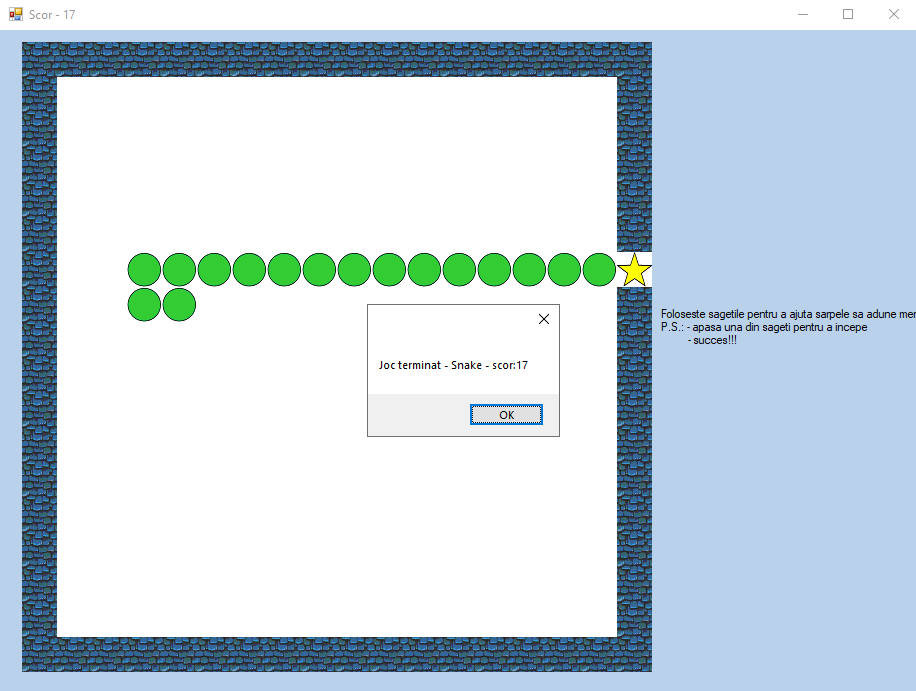 Scor - 17
Foloseste sagetile pentru a ajuta sarpele sa adune
P.S.: - apasa una din sageti pentru a incepe
- succes!!!
Joc terminat - Snake - scor:17
OK